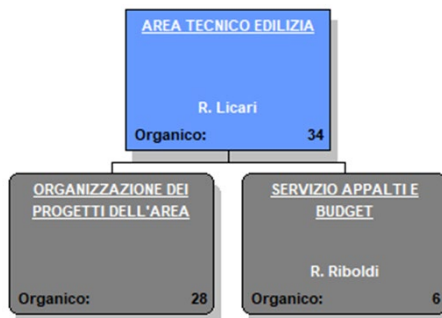 AREA TECNICO EDILIZIA
R. Licari
Organico: 34
ORGANIZZAZIONE DEI
PROGETTI DELL'AREA
Organico: 28
SERVIZIO APPALTI E
BUDGET
R. Riboldi
Organico: 6